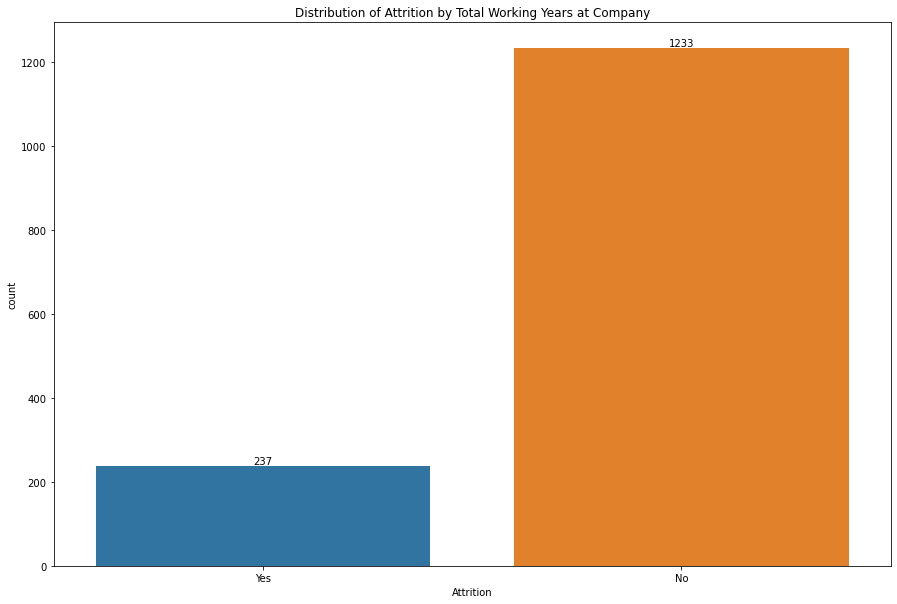 Distribution of Attrition by Total Working Years at Company
1233
1200
1000
800
600
400
237
200
0
count
Yes
No
Attrition